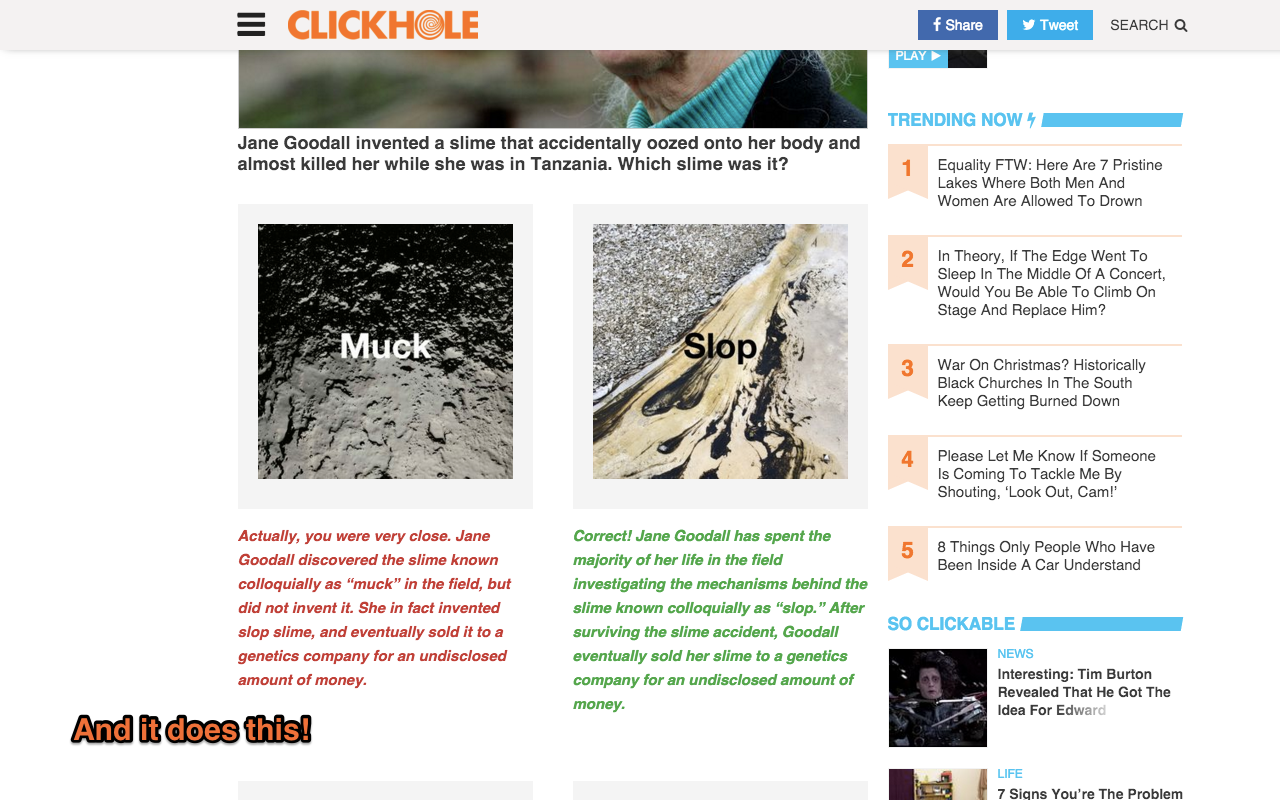 CLICKHOLE
Share
Tweet
SEARCH
PLAY
Jane Goodall invented a slime that accidentally oozed onto her body and
almost killed her while she was in Tanzania. Which slime was it?
Muck
Slop
Actually, you were very close. Jane
Goodall discovered the slime known
colloquially as “muck” in the field, but
did not invent it. She in fact invented
slop slime, and eventually sold it to a
genetics company for an undisclosed
amount of money.
Correct! Jane Goodall has spent the
majority of her life in the field
investigating the mechanisms behind the
slime known colloquially as “slop.” After
surviving the slime accident, Goodall
eventually sold her slime to a genetics
company for an undisclosed amount of
money.
And it does this!
TRENDING NOW
1
Equality FTW: Here Are 7 Pristine
Lakes Where Both Men And
Women Are Allowed To Drown
2
In Theory, If The Edge Went To
Sleep In The Middle Of A Concert,
Would You Be Able To Climb On
Stage And Replace Him?
3
War On Christmas? Historically
Black Churches In The South
Keep Getting Burned Down
4
Please Let Me Know If Someone
Is Coming To Tackle Me By
Shouting, ‘Look Out, Cam!’
5
8 Things Only People Who Have
Been Inside A Car Understand
SO CLICKABLE
NEWS
Interesting: Tim Burton
Revealed That He Got The
Idea For Edward
LIFE
7 Signs You’re The Problem